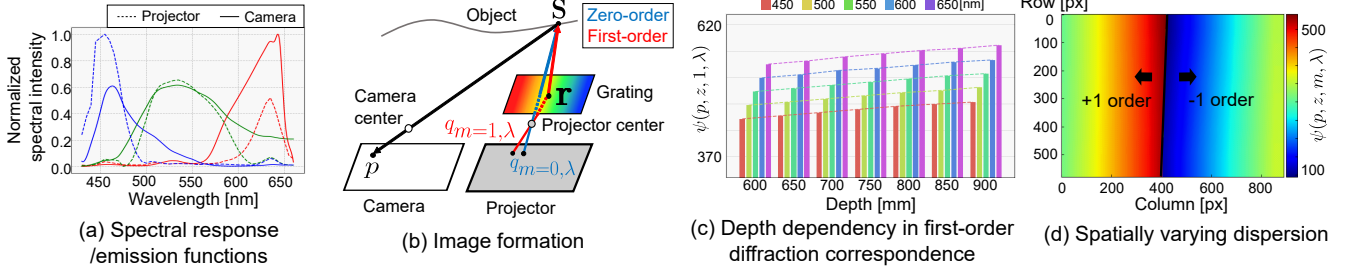 Projector
Camera
Normalized
spectral intensity
1.0
0.8
0.6
0.4
0.2
0.0
450
500
550
600
650
Wavelength [nm]
(a) Spectral response
/emission functions
Object
S
Zero-order
First-order
r
Grating
Camera
center
Projector center
q_{m=1,λ}
q_{m=0,λ}
p
Camera
Projector
(b) Image formation
450
500
550
600
650[nm]
ψ(p, z, 1, λ)
620
370
600
650
700
750
800
850
900
Depth [mm]
(c) Depth dependency in first-order
diffraction correspondence
Row [px]
0
100
200
300
400
500
+1 order
-1 order
0
200
400
600
800
Column [px]
500
100
ψ(p, z, m, λ)
(d) Spatially varying dispersion